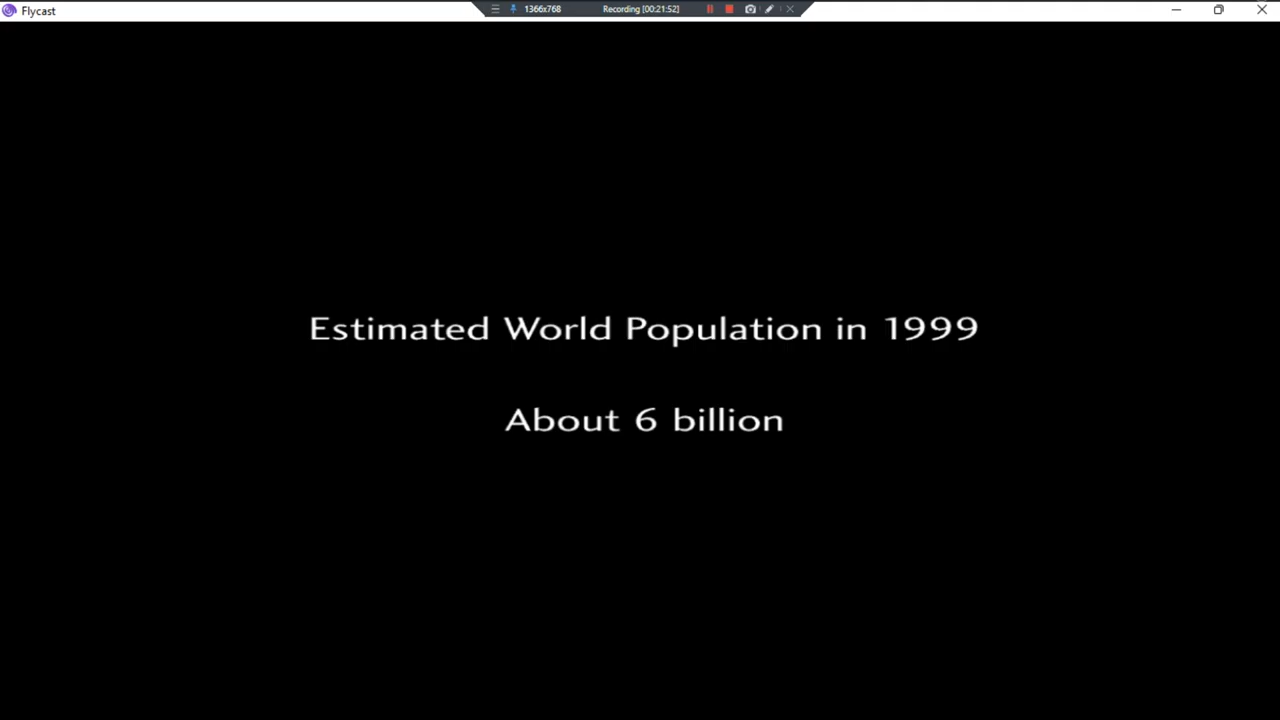 Flycast
1366x768
Recording [00:21:52]
Estimated World Population in 1999
About 6 billion